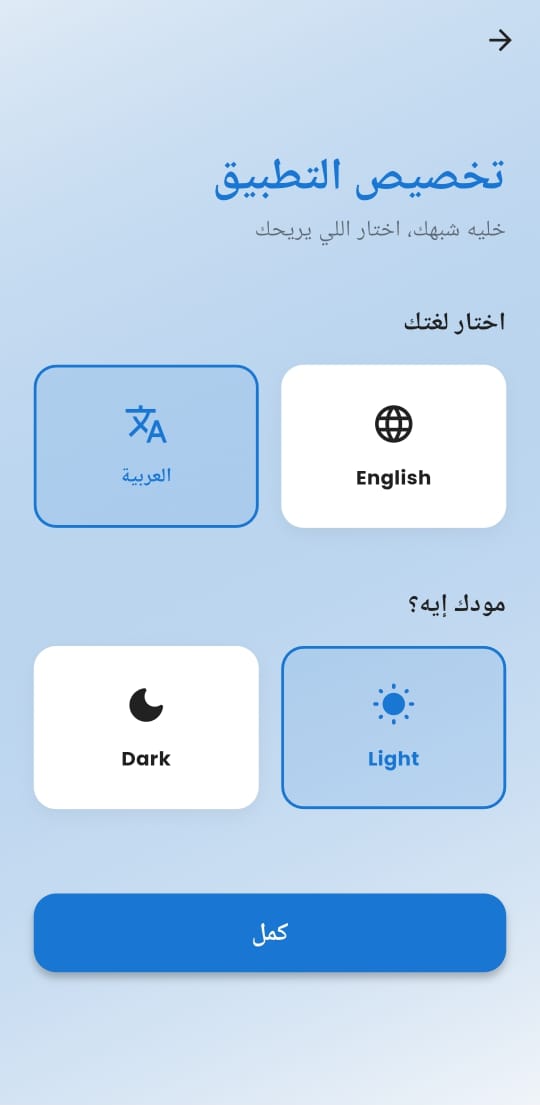 تخصيص التطبيق
خليه شبهك، اختار اللي يريحك
اختار لغتك
English
العربية
مودك إيه؟
Light
Dark
كمل